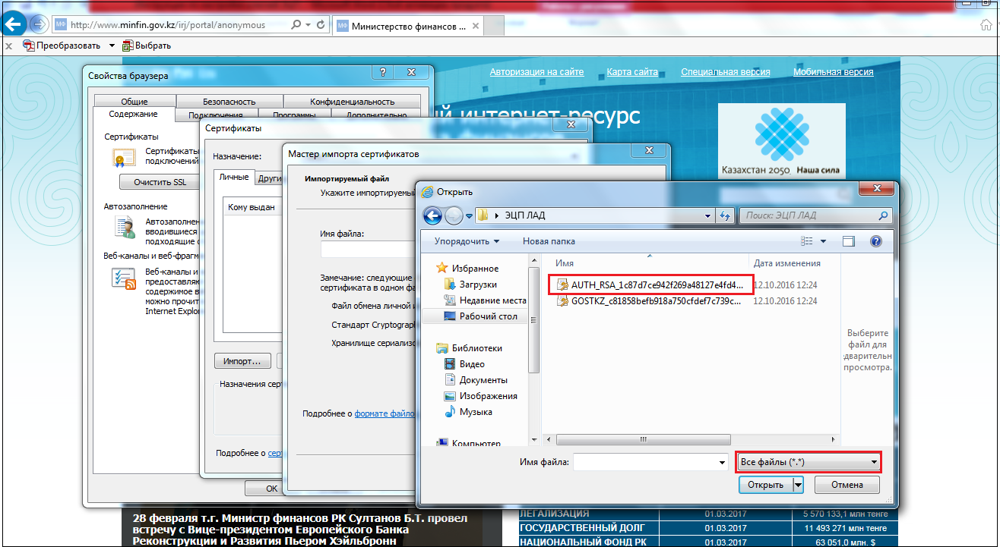 http://www.minfin.gov.kz/irj/portal/anonymous
МФ Министерство финансов ...
Преобразовать
Выбрать
Авторизация на сайте
Карта сайта
Специальная версия
Мобильная версия
й интернет-ресурс
Казахстан 2050 Наша сила
Свойства браузера
Общие
Безопасность
Конфиденциальность
Содержание
Подключения
Программы
Дополнительно
Сертификаты
Сертификаты
подключений
Очистить SSL
Автозаполнение
Автозаполнен
вводившиеся
подходящие
Веб-каналы и веб-фрагм
Веб-каналы и
предоставляю
содержимое в
можно прочит
Internet Explo
ОК
Сертификаты
Назначение:
Личные
Други
Кому выдан
Импорт...
Назначения серт
Подробнее о серт
Мастер импорта сертификатов
Импортируемый файл
Укажите импортируемый
Имя файла:
Замечание: следующие
сертификата в одном фа
Файл обмена личной и
Стандарт Cryptograph
Хранилище сериализо
Подробнее о формате файло
Открыть
ЭЦП ЛАД
Поиск: ЭЦП ЛАД
Упорядочить
Новая папка
Избранное
Загрузки
Недавние места
Рабочий стол
Библиотеки
Видео
Документы
Изображения
Музыка
Компьютер
Имя
Дата изменения
AUTH_RSA_1c87d7ce942f269a48127e4fd4... 12.10.2016 12:24
GOSTKZ_c81858befb918a750cfdef7c739c... 12.10.2016 12:24
Выберите
файл для
дварительн
просмотра.
Имя файла:
Все файлы (*.*)
Открыть
Отмена
28 февраля т.г. Министр финансов РК Султанов Б.Т. провел
встречу с Вице-президентом Европейского Банка
Реконструкции и Развития Пьером Хэйльбронн
ЛЕГАЛИЗАЦИЯ 01.03.2017 5 570 133,1 млн тенге
ГОСУДАРСТВЕННЫЙ ДОЛГ 01.03.2017 11 493 271 млн тенге
НАЦИОНАЛЬНЫЙ ФОНД РК 01.03.2017 63 051,0 млн. $